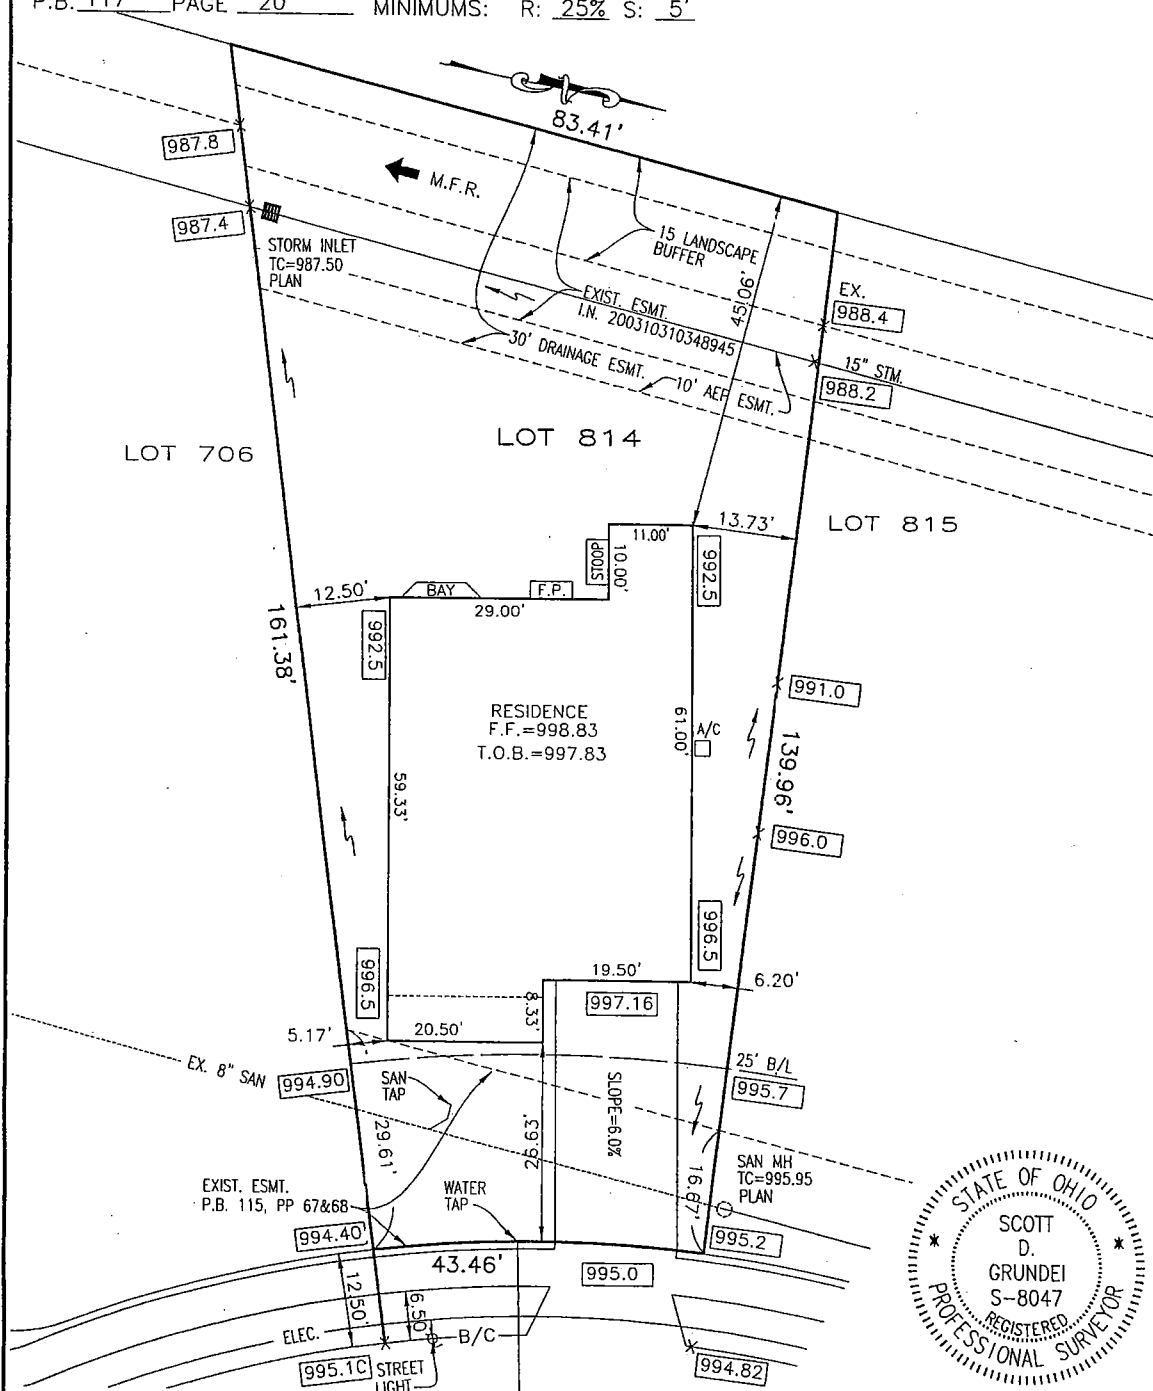 P.B. 117 PAGE 20 MINIMUMS: R: 25% S: 5'
83.41'
987.8
M.F.R.
987.4
STORM INLET
TC=987.50
PLAN
15 LANDSCAPE
BUFFER
45.06'
EX.
988.4
EXIST. ESMT.
I.N. 200310310348945
30' DRAINAGE ESMT.
10' AEP ESMT.
15" STM.
988.2
LOT 706
LOT 814
LOT 815
13.73'
11.00'
10.00'
STOOP
992.5
12.50'
BAY
F.P.
29.00'
992.5
161.38'
RESIDENCE
F.F.=998.83
T.O.B.=997.83
61.00'
A/C
991.0
139.96'
59.33'
996.0
996.5
996.5
19.50'
997.16
6.20'
8.33'
20.50'
5.17'
EX. 8" SAN
994.90
SAN
TAP
25' B/L
995.7
SLOPE=6.0%
29.61'
26.63'
16.67'
SAN MH
TC=995.95
PLAN
EXIST. ESMT.
P.B. 115, PP 67&68
WATER
TAP
994.40
995.2
43.46'
995.0
12.50'
6.50'
ELEC.
B/C
995.10
STREET
LIGHT
994.82
STATE OF OHIO
SCOTT
D.
GRUNDEI
S-8047
REGISTERED
PROFESSIONAL SURVEYOR